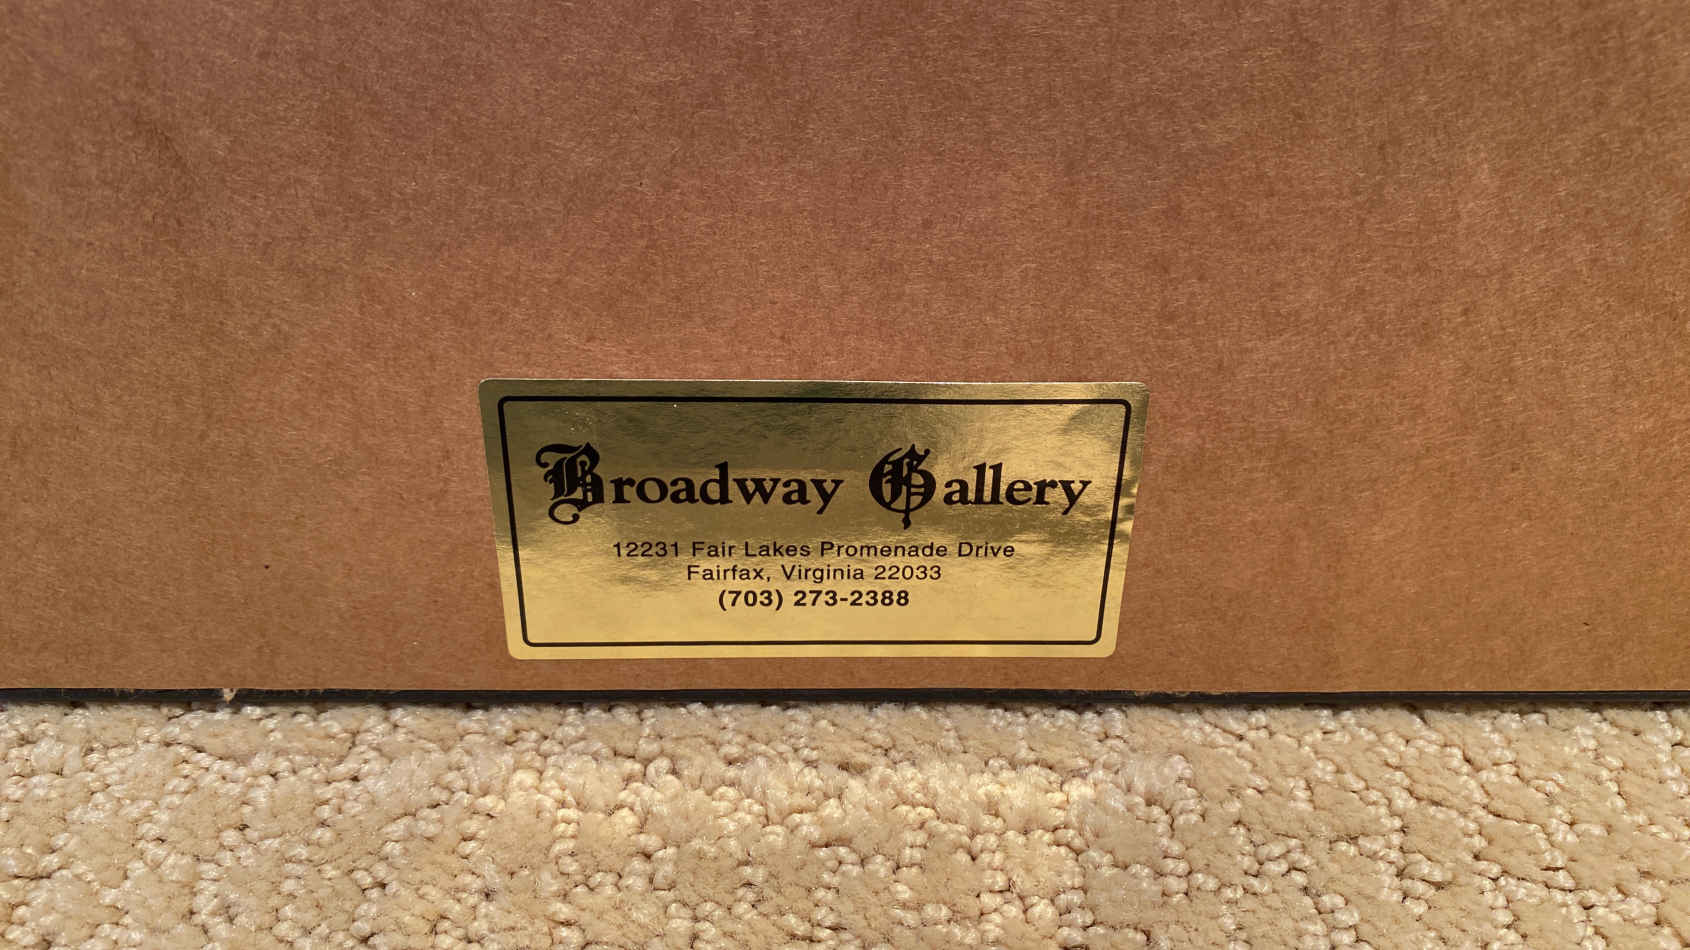 Broadway Gallery
12231 Fair Lakes Promenade Drive
Fairfax, Virginia 22033
(703) 273-2388